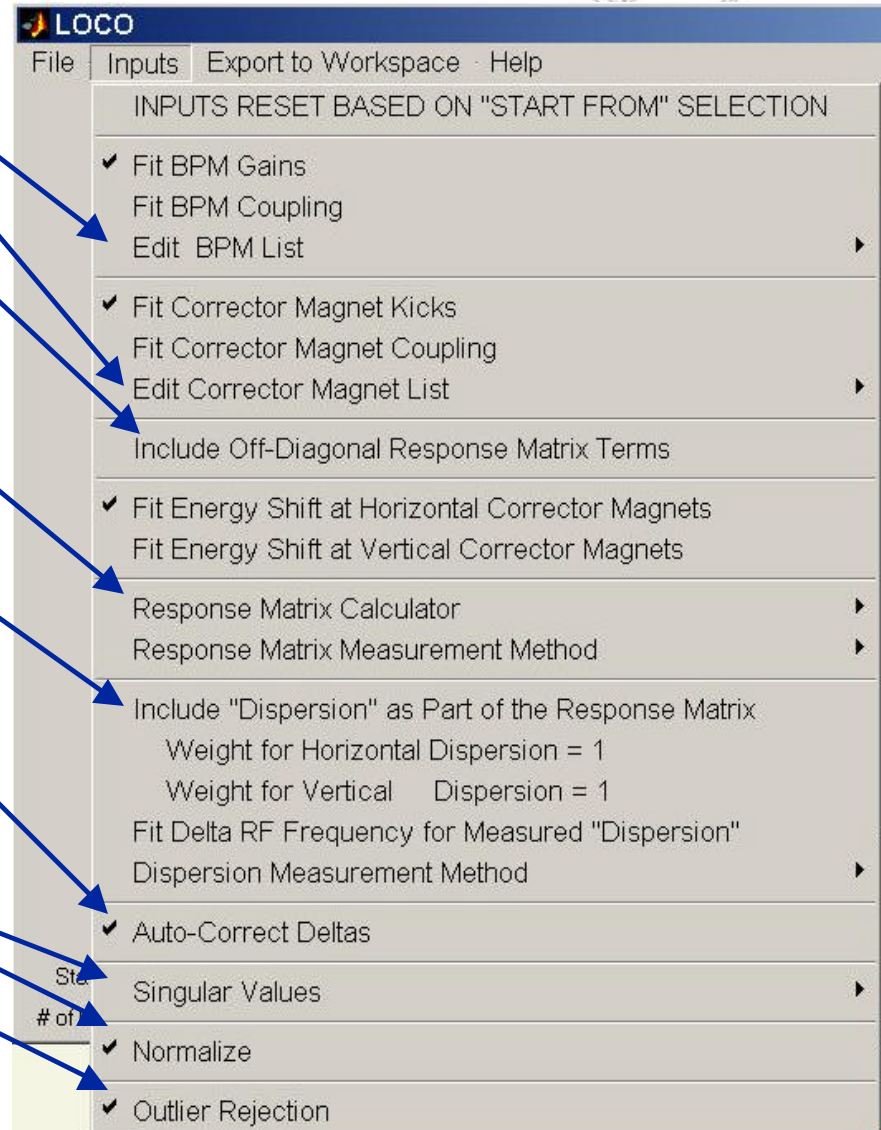 LOCO
File Inputs Export to Workspace Help
INPUTS RESET BASED ON "START FROM" SELECTION
Fit BPM Gains
Fit BPM Coupling
Edit BPM List
Fit Corrector Magnet Kicks
Fit Corrector Magnet Coupling
Edit Corrector Magnet List
Include Off-Diagonal Response Matrix Terms
Fit Energy Shift at Horizontal Corrector Magnets
Fit Energy Shift at Vertical Corrector Magnets
Response Matrix Calculator
Response Matrix Measurement Method
Include "Dispersion" as Part of the Response Matrix
Weight for Horizontal Dispersion = 1
Weight for Vertical Dispersion = 1
Fit Delta RF Frequency for Measured "Dispersion"
Dispersion Measurement Method
Auto-Correct Deltas
Singular Values
# of
Normalize
Outlier Rejection